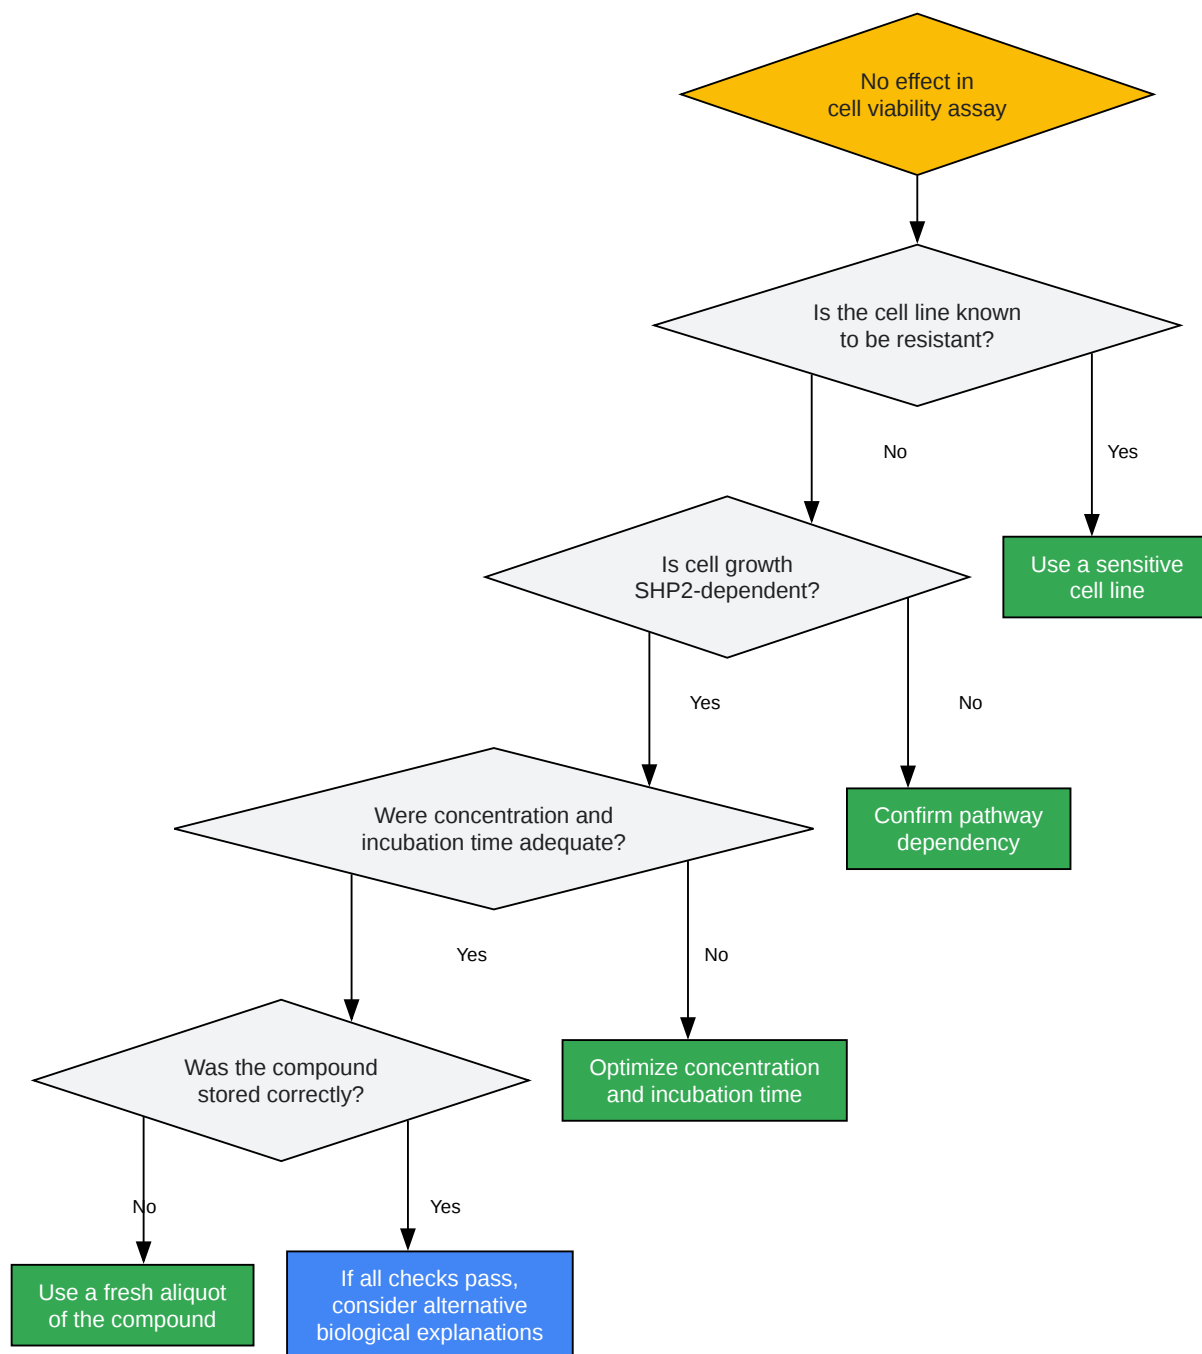 No effect in
cell viability assay
Is the cell line known
to be resistant?
No
Yes
Is cell growth
SHP2-dependent?
Use a sensitive
cell line
Yes
No
Were concentration and
incubation time adequate?
Confirm pathway
dependency
Yes
No
Was the compound
stored correctly?
Optimize concentration
and incubation time
No
Yes
Use a fresh aliquot
of the compound
If all checks pass,
consider alternative
biological explanations